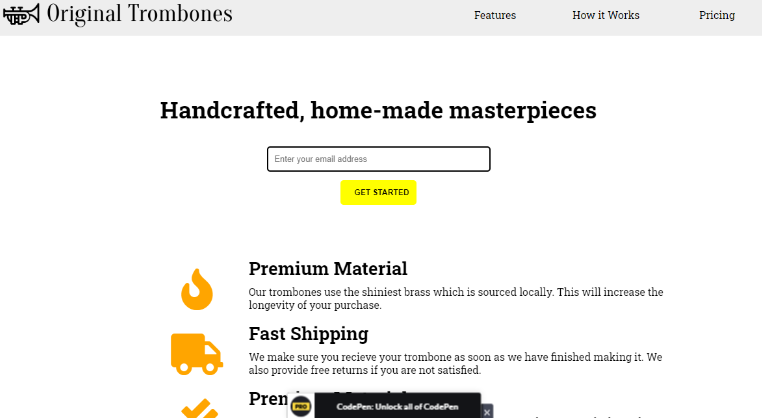 Original Trombones
Features
How it Works
Pricing
Handcrafted, home-made masterpieces
Enter your email address
GET STARTED
Premium Material
Our trombones use the shiniest brass which is sourced locally. This will increase the
longevity of your purchase.
Fast Shipping
We make sure you recieve your trombone as soon as we have finished making it. We
also provide free returns if you are not satisfied.
PRO
CodePen: Unlock all of CodePen